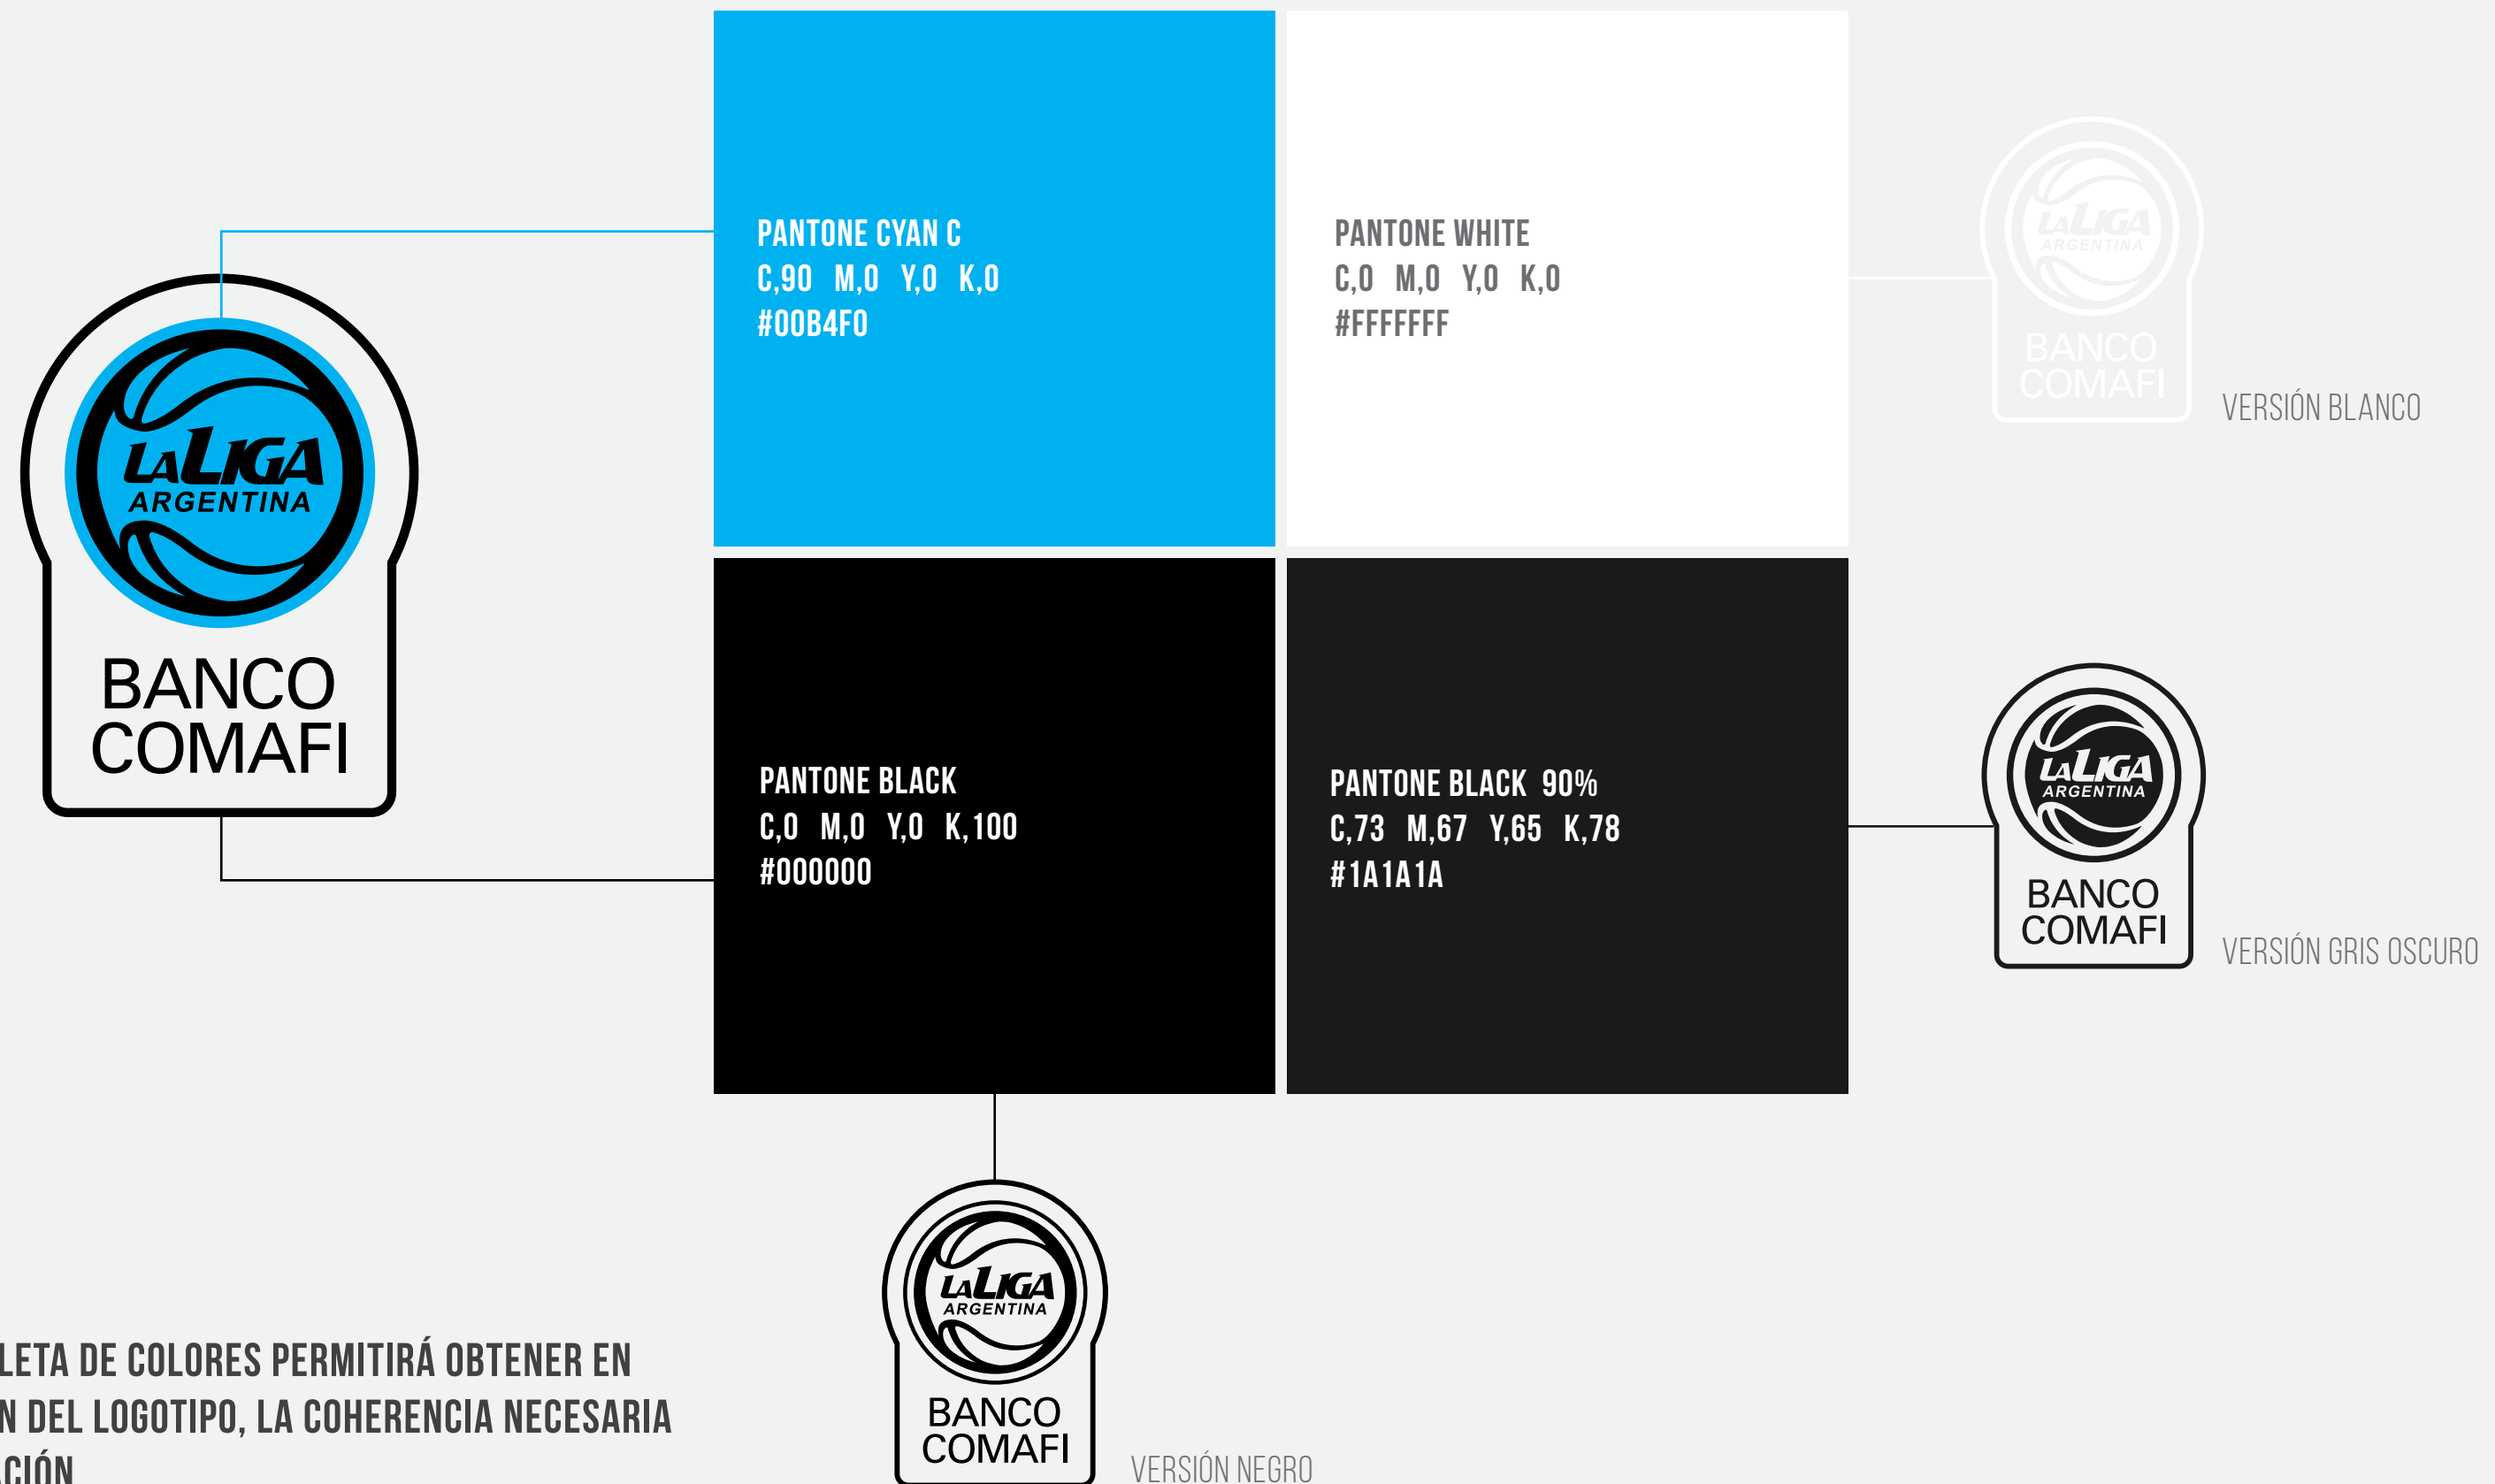 PANTONE CYAN C
C,90 M,0 Y,0 K,0
#00B4F0
PANTONE WHITE
C,0 M,0 Y,0 K,0
#FFFFFFF
LALIGA
ARGENTINA
BANCO
COMAFI
VERSIÓN BLANCO
LALIGA
ARGENTINA
BANCO
COMAFI
PANTONE BLACK
C,0 M,0 Y,0 K,100
#000000
PANTONE BLACK 90%
C,73 M,67 Y,65 K,78
#1A1A1A
LALIGA
ARGENTINA
BANCO
COMAFI
VERSIÓN GRIS OSCURO
LALIGA
ARGENTINA
BANCO
COMAFI
VERSIÓN NEGRO
LETA DE COLORES PERMITIRÁ OBTENER EN
N DEL LOGOTIPO, LA COHERENCIA NECESARIA
ACIÓN